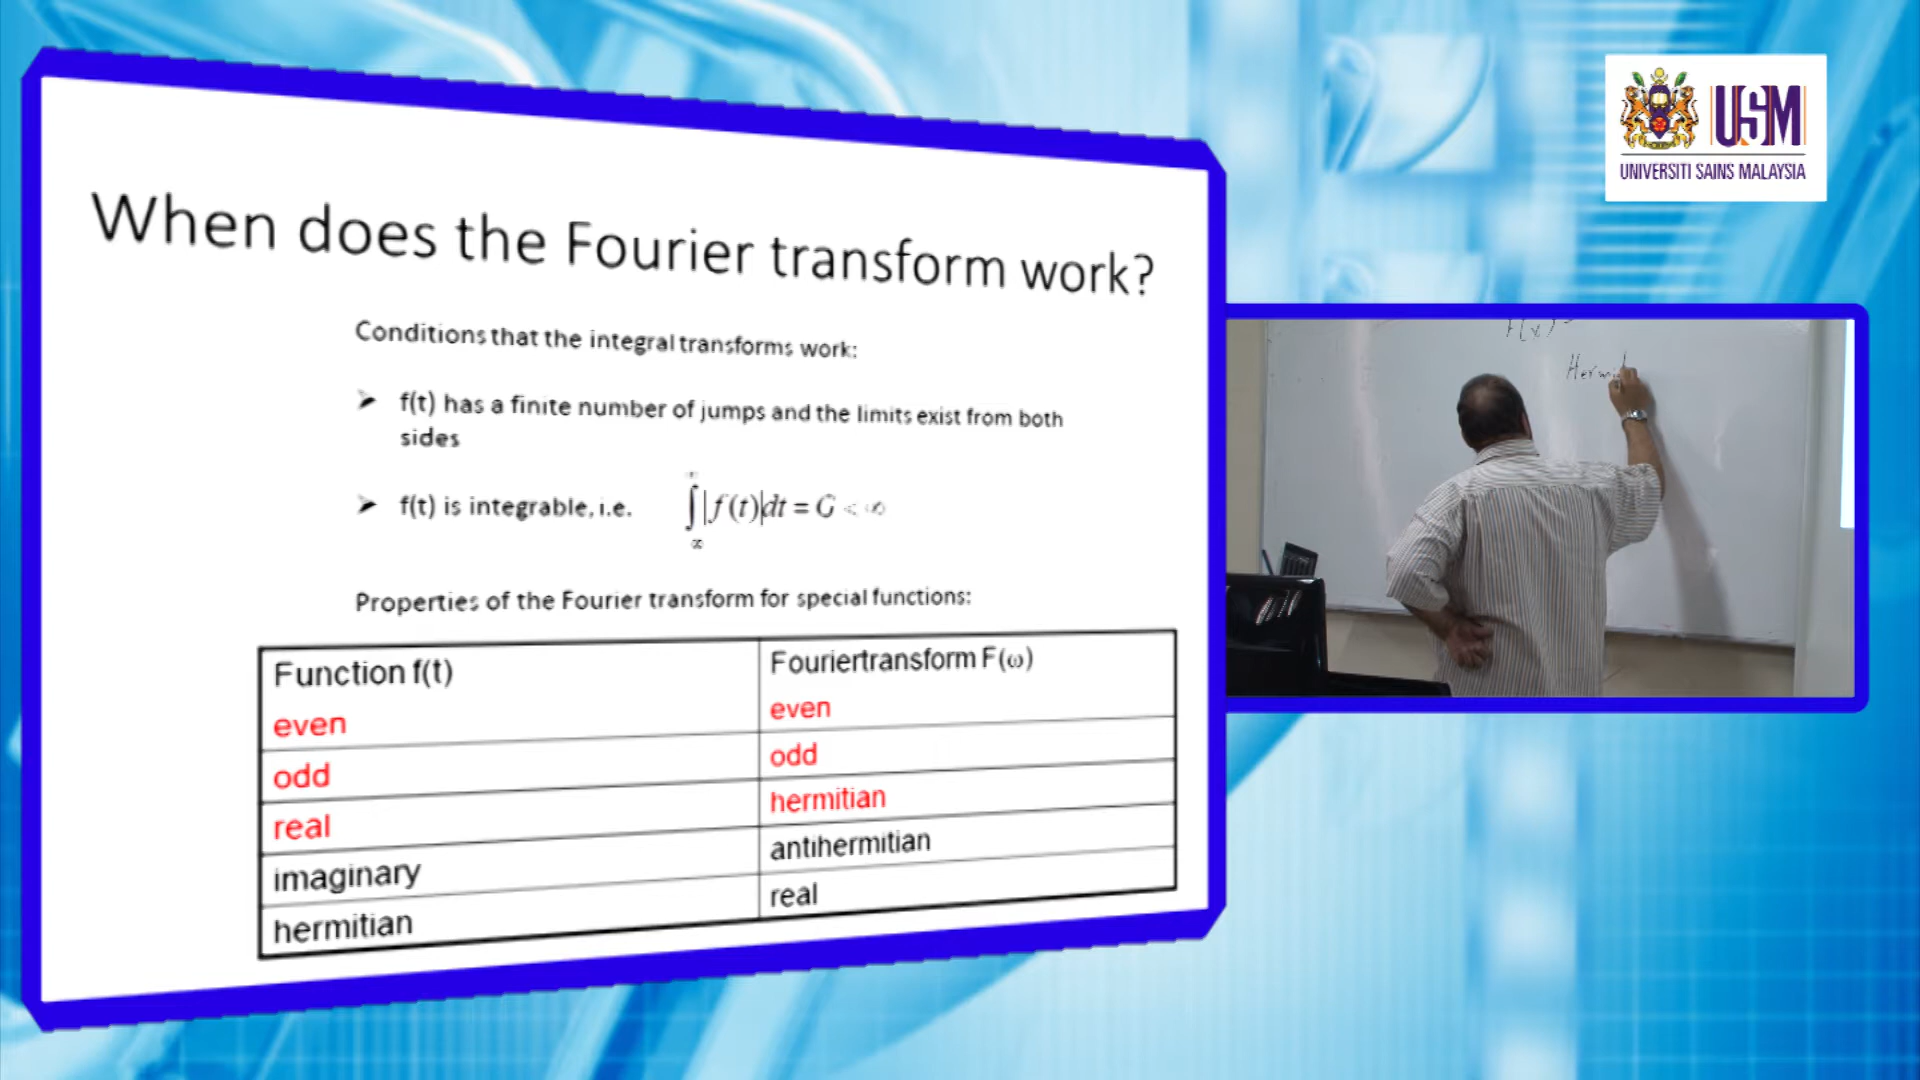 When does the Fourier transform work?
Conditions that the integral transforms work:
➤ f(t) has a finite number of jumps and the limits exist from both
sides
➤ f(t) is integrable, i.e. ∫|f(t)|dt = G < ∞
∞
Properties of the Fourier transform for special functions:
Function f(t) Fouriertransform F(ω)
even even
odd odd
real hermitian
imaginary antihermitian
hermitian real
USM
UNIVERSITI SAINS MALAYSIA